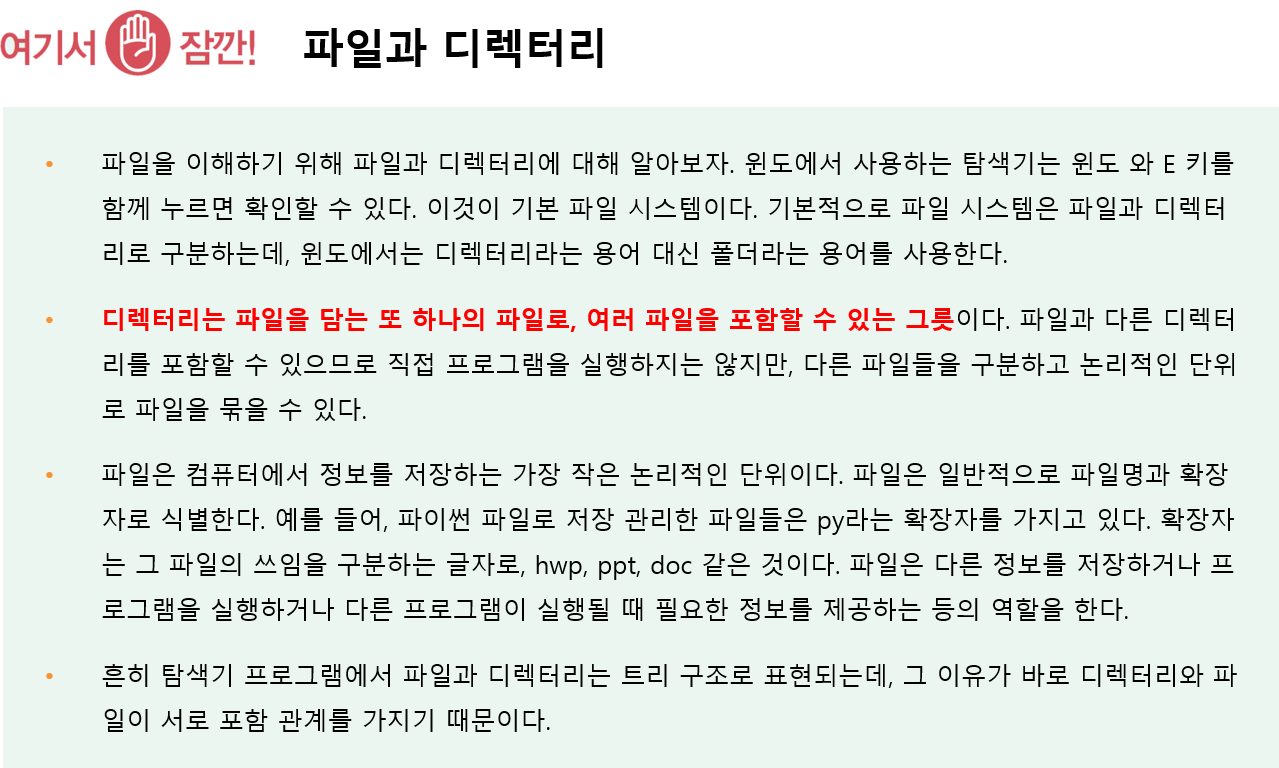 여기서 잠깐! 파일과 디렉터리
• 파일을 이해하기 위해 파일과 디렉터리에 대해 알아보자. 윈도에서 사용하는 탐색기는 윈도 와 E 키를
함께 누르면 확인할 수 있다. 이것이 기본 파일 시스템이다. 기본적으로 파일 시스템은 파일과 디렉터
리로 구분하는데, 윈도에서는 디렉터리라는 용어 대신 폴더라는 용어를 사용한다.
• 디렉터리는 파일을 담는 또 하나의 파일로, 여러 파일을 포함할 수 있는 그릇이다. 파일과 다른 디렉터
리를 포함할 수 있으므로 직접 프로그램을 실행하지는 않지만, 다른 파일들을 구분하고 논리적인 단위
로 파일을 묶을 수 있다.
• 파일은 컴퓨터에서 정보를 저장하는 가장 작은 논리적인 단위이다. 파일은 일반적으로 파일명과 확장
자로 식별한다. 예를 들어, 파이썬 파일로 저장 관리한 파일들은 py라는 확장자를 가지고 있다. 확장자
는 그 파일의 쓰임을 구분하는 글자로, hwp, ppt, doc 같은 것이다. 파일은 다른 정보를 저장하거나 프
로그램을 실행하거나 다른 프로그램이 실행될 때 필요한 정보를 제공하는 등의 역할을 한다.
• 흔히 탐색기 프로그램에서 파일과 디렉터리는 트리 구조로 표현되는데, 그 이유가 바로 디렉터리와 파
일이 서로 포함 관계를 가지기 때문이다.